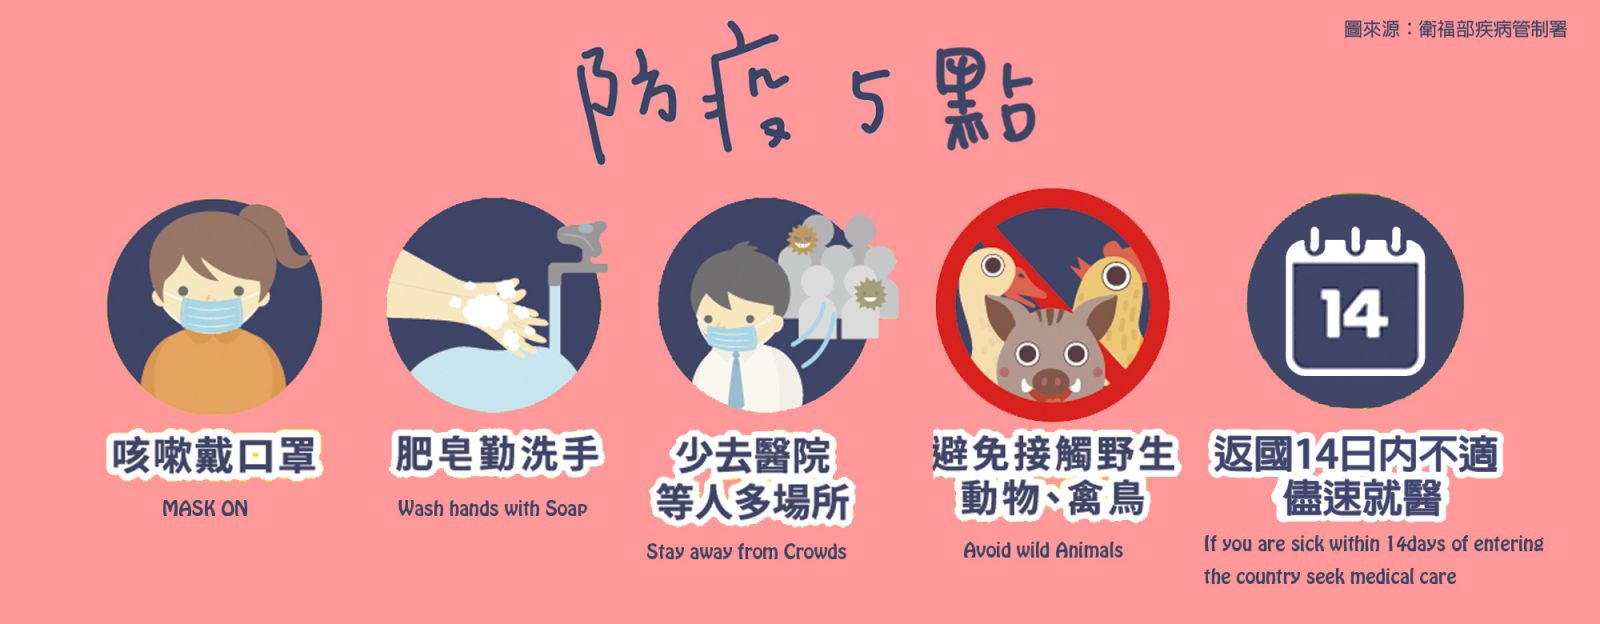 圖來源：衛福部疾病管制署
防疫5點
14
咳嗽戴口罩
MASK ON
肥皂勤洗手
Wash hands with Soap
少去醫院
等人多場所
Stay away from Crowds
避免接觸野生
動物、禽鳥
Avoid wild Animals
返國14日内不適
儘速就醫
If you are sick within 14days of entering
the country seek medical care